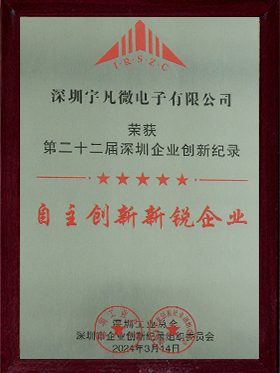 I·R·S·Z·C
深圳宇凡微电子有限公司
荣获
第二十二届深圳企业创新纪录
自主创新新锐企业
深圳工业总会
深圳市企业创新纪录组织委员会
2024年3月14日